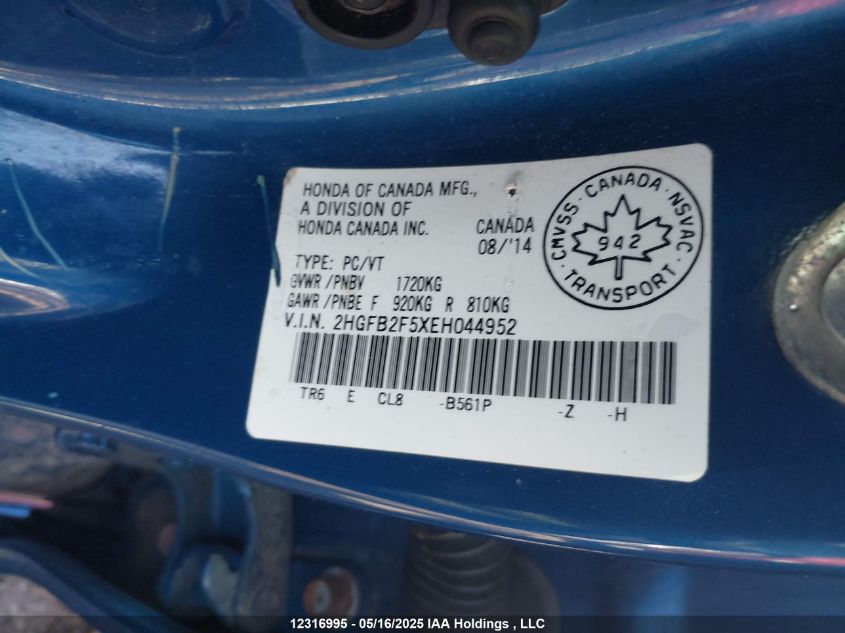 HONDA OF CANADA MFG.,
A DIVISION OF
HONDA CANADA INC. CANADA
08/'14
TYPE: PC/VT
GVWR/PNBV 1720KG
GAWR/PNBE F 920KG R 810KG
V.I.N. 2HGFB2F5XEH044952
TR6 E CL8 -B561P -Z -H
CMVSS · CANADA · NSVAC
942
TRANSPORT
12316995 - 05/16/2025 IAA Holdings , LLC